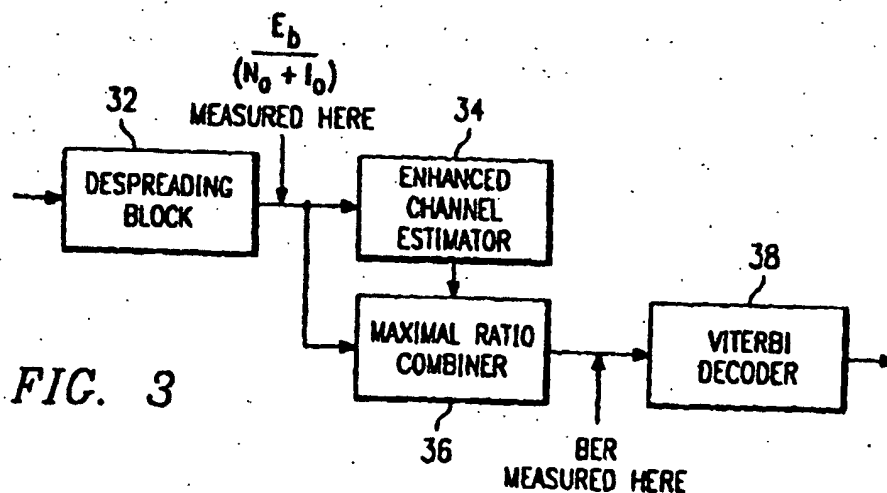 E_b
(N_o + I_o)
MEASURED HERE
32
34
DESPREADING
BLOCK
ENHANCED
CHANNEL
ESTIMATOR
38
MAXIMAL RATIO
COMBINER
VITERBI
DECODER
FIG. 3
36
BER
MEASURED HERE